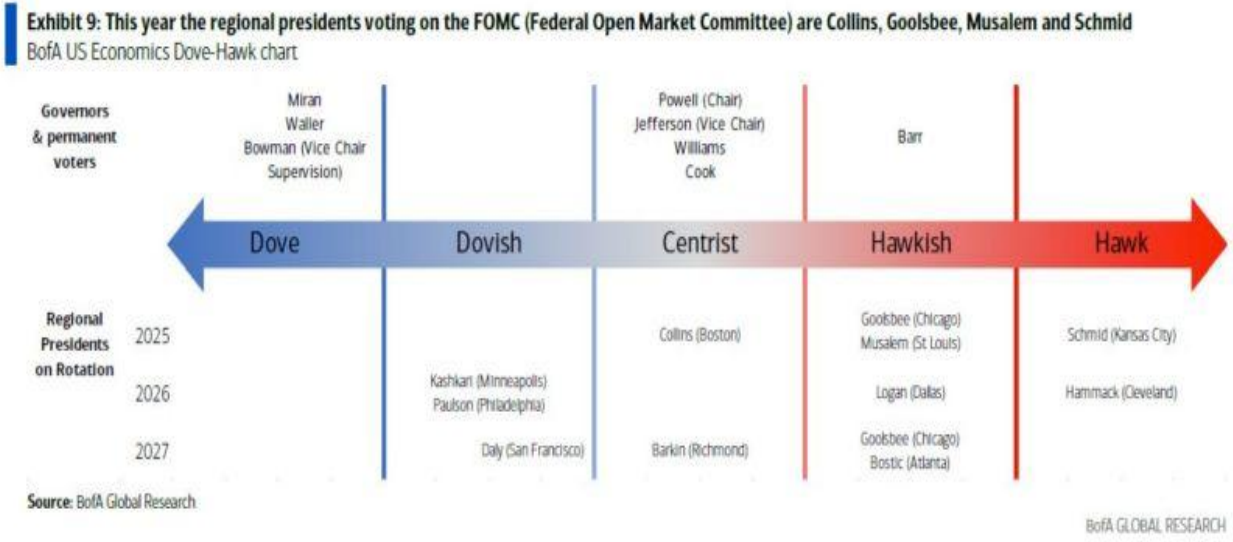 Exhibit 9: This year the regional presidents voting on the FOMC (Federal Open Market Committee) are Collins, Goolsbee, Musalem and Schmid
BofA US Economics Dove-Hawk chart
Governors
& permanent
voters
Miran
Waller
Bowman (Vice Chair
Supervision)
Powell (Chair)
Jefferson (Vice Chair)
Williams
Cook
Barr
Dove
Dovish
Centrist
Hawkish
Hawk
Regional
Presidents
on Rotation
2025
Collins (Boston)
Goolsbee (Chicago)
Musalem (St Louis)
Schmid (Kansas City)
2026
Kashkari (Minneapolis)
Paulson (Philadelphia)
Logan (Dallas)
Hammack (Cleveland)
2027
Daly (San Francisco)
Barkin (Richmond)
Goolsbee (Chicago)
Bostic (Atlanta)
Source: BofA Global Research
BofA GLOBAL RESEARCH